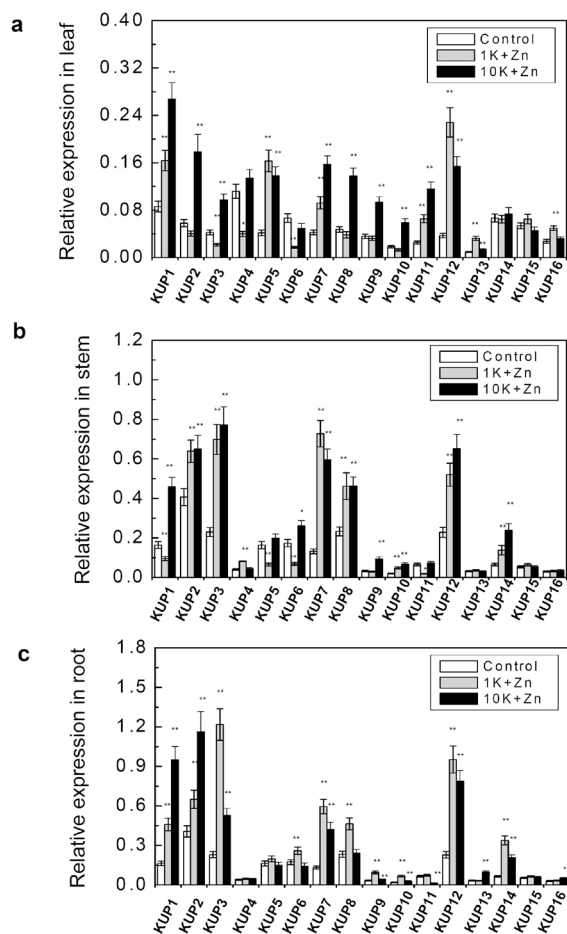 a
Relative expression in leaf
0.40
0.32
0.24
0.16
0.08
0.00
Control
1K+Zn
10K+Zn
** ** ** ** ** * ** ** ** ** ** ** ** ** ** ** ** ** ** ** **
KUP1 KUP2 KUP3 KUP4 KUP5 KUP6 KUP7 KUP8 KUP9 KUP10 KUP11 KUP12 KUP13 KUP14 KUP15 KUP16
b
Relative expression in stem
1.2
1.0
0.8
0.6
0.4
0.2
0.0
Control
1K+Zn
10K+Zn
** ** ** ** ** ** ** ** ** * ** ** ** ** ** ** ** * ** ** ** **
KUP1 KUP2 KUP3 KUP4 KUP5 KUP6 KUP7 KUP8 KUP9 KUP10 KUP11 KUP12 KUP13 KUP14 KUP15 KUP16
c
Relative expression in root
1.8
1.5
1.2
0.9
0.6
0.3
0.0
Control
1K+Zn
10K+Zn
** ** ** ** ** ** ** ** ** ** ** ** ** ** ** ** ** ** ** ** *
KUP1 KUP2 KUP3 KUP4 KUP5 KUP6 KUP7 KUP8 KUP9 KUP10 KUP11 KUP12 KUP13 KUP14 KUP15 KUP16